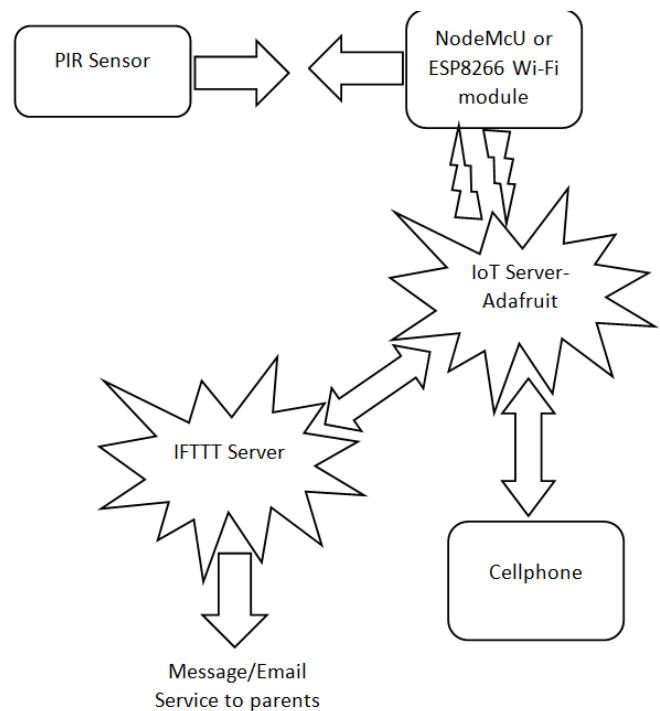 PIR Sensor
NodeMcU or
ESP8266 Wi-Fi
module
IoT Server-
Adafruit
IFTTT Server
Cellphone
Message/Email
Service to parents